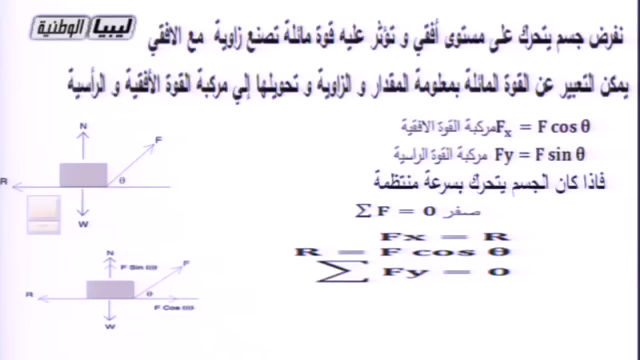 ليبيا الوطنية
نفرض جسم يتحرك على مستوى أفقي و تؤثر عليه قوة مائلة تصنع زاوية مع الافقي
يمكن التعبير عن القوة المائلة بمعلومة المقدار و الزاوية و تحويلها إلي مركبة القوة الأفقية و الرأسية
Fx = F cos θ مركبة القوة الافقية
Fy = F sin θ مركبة القوة الراسية
فاذا كان الجسم يتحرك بسرعة منتظمة
∑ F = 0 صفر
Fx = R
R = F cos θ
∑ Fy = 0
N
F
R
θ
W
N
F Sin
F
R
θ
F Cos
W